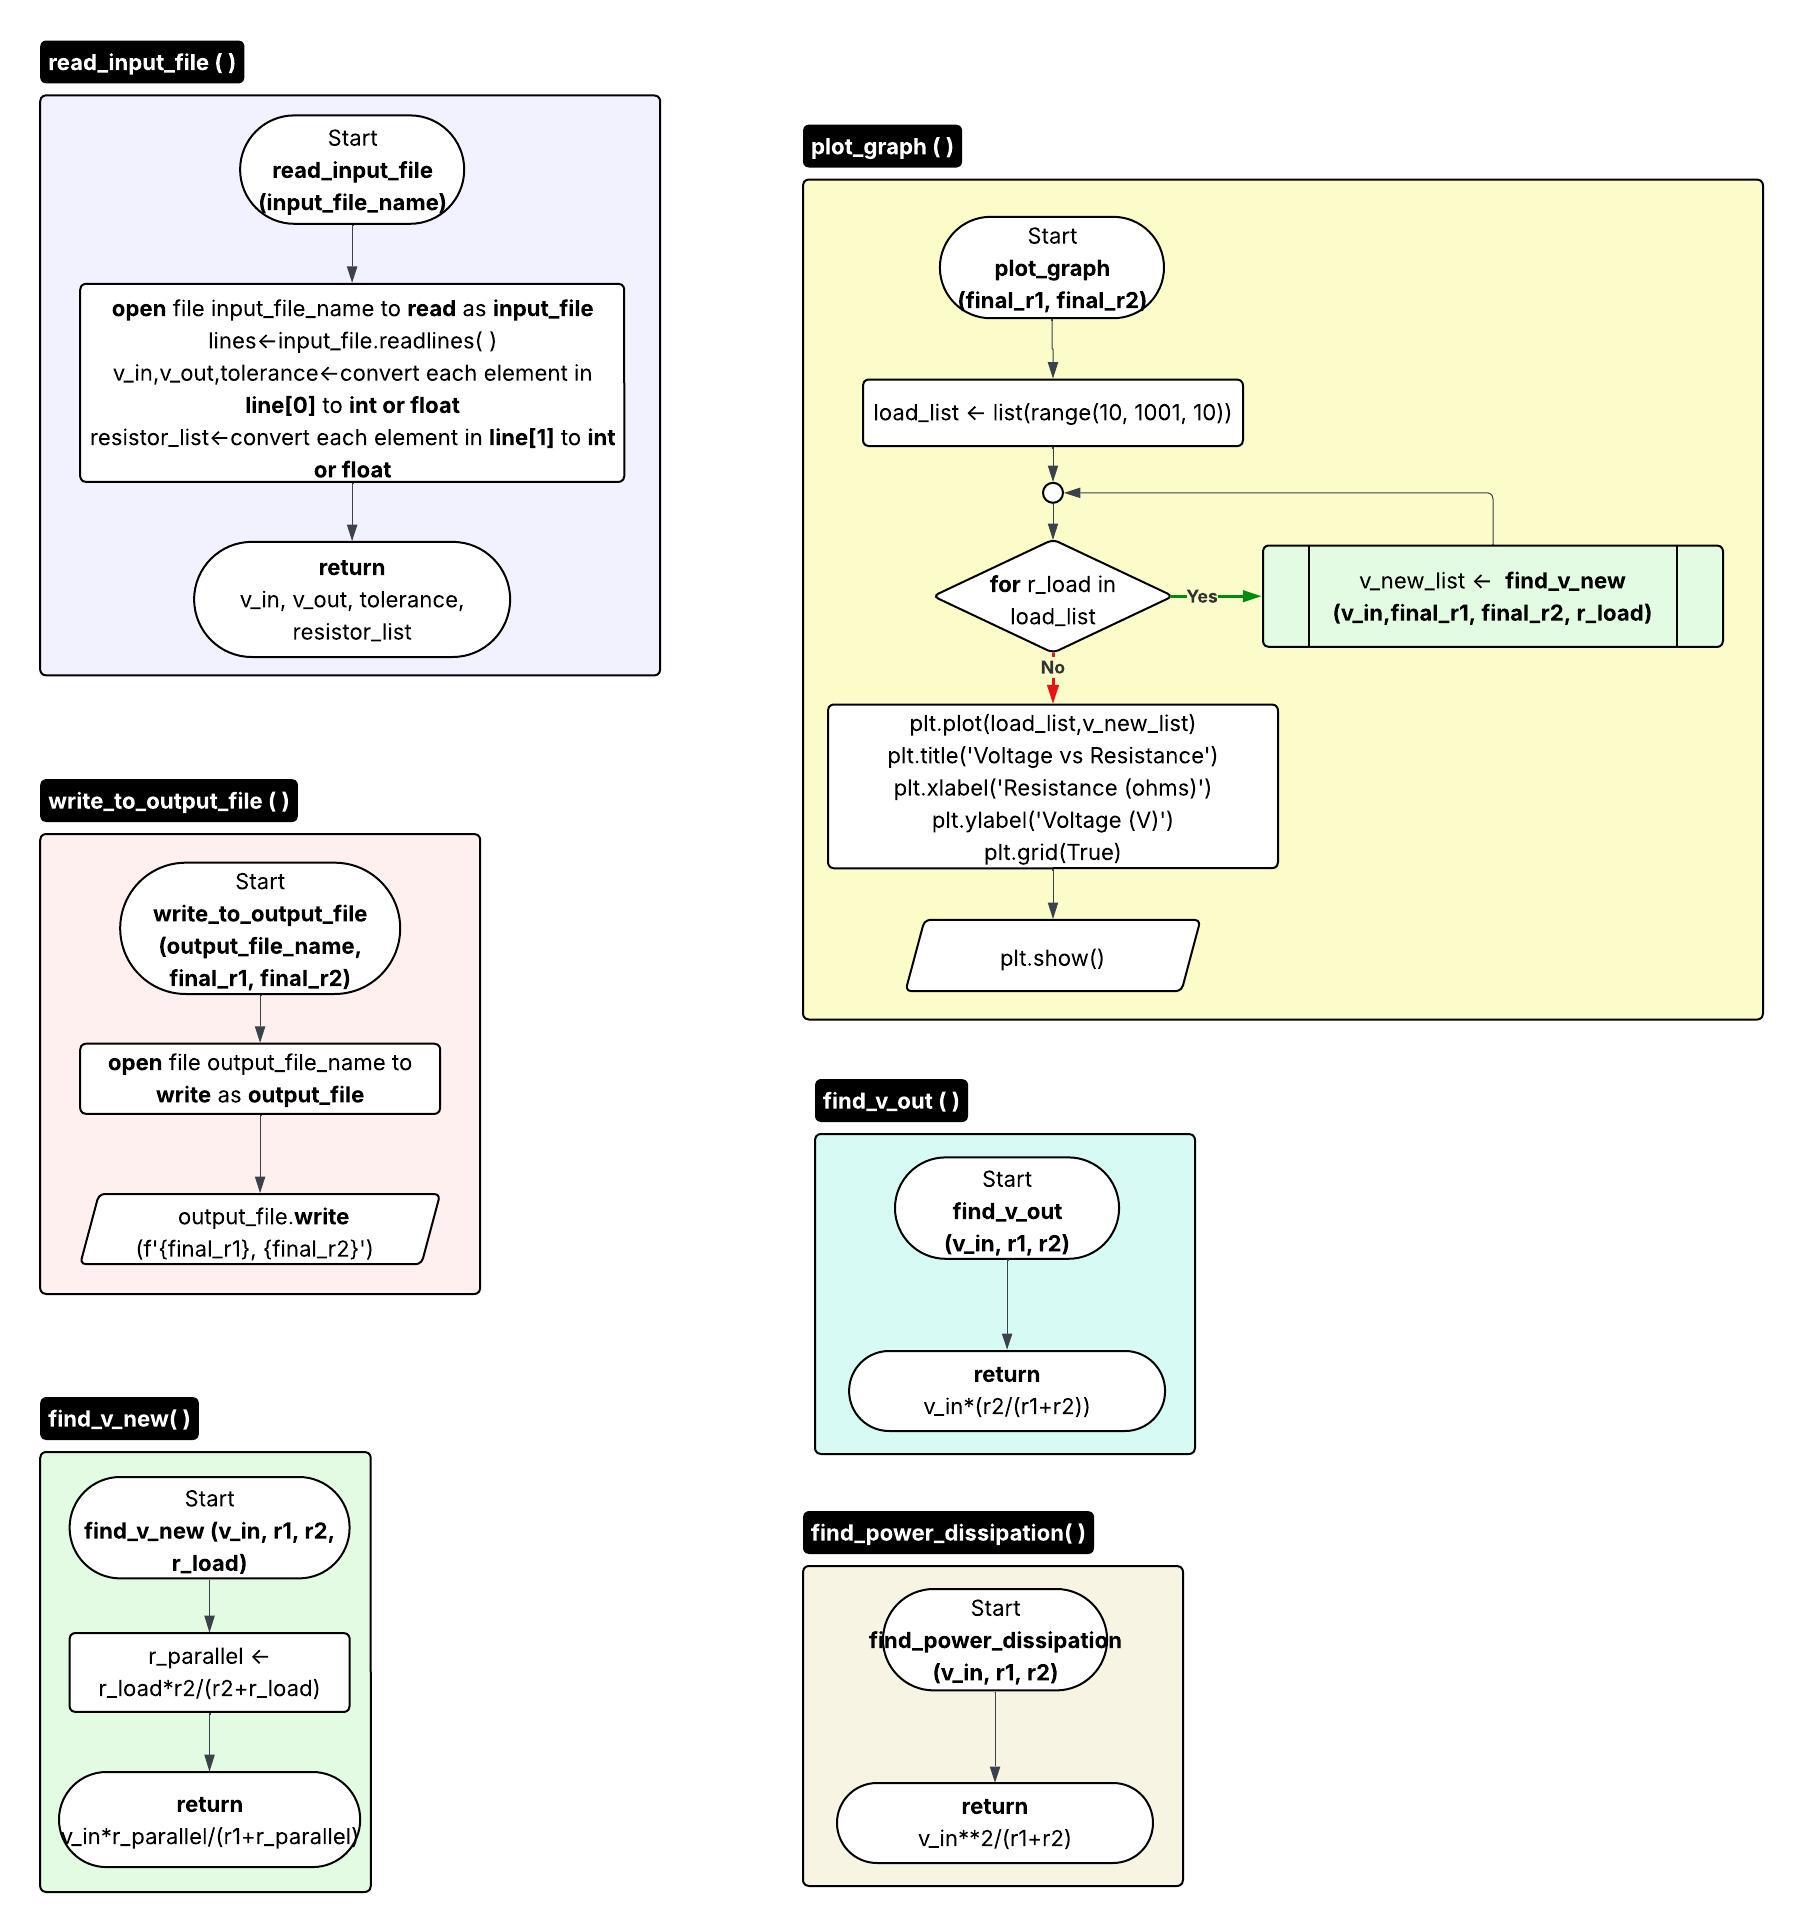 read_input_file ( )
Start
read_input_file
(input_file_name)
open file input_file_name to read as input_file
lines←input_file.readlines( )
v_in,v_out,tolerance←convert each element in
line[0] to int or float
resistor_list←convert each element in line[1] to int
or float
return
v_in, v_out, tolerance,
resistor_list
write_to_output_file ( )
Start
write_to_output_file
(output_file_name,
final_r1, final_r2)
open file output_file_name to
write as output_file
output_file.write
(f'{final_r1}, {final_r2}')
find_v_new( )
Start
find_v_new (v_in, r1, r2,
r_load)
r_parallel ←
r_load*r2/(r2+r_load)
return
v_in*r_parallel/(r1+r_parallel)
plot_graph ( )
Start
plot_graph
(final_r1, final_r2)
load_list ← list(range(10, 1001, 10))
for r_load in
load_list
Yes
v_new_list ← find_v_new
(v_in,final_r1, final_r2, r_load)
No
plt.plot(load_list,v_new_list)
plt.title('Voltage vs Resistance')
plt.xlabel('Resistance (ohms)')
plt.ylabel('Voltage (V)')
plt.grid(True)
plt.show()
find_v_out ( )
Start
find_v_out
(v_in, r1, r2)
return
v_in*(r2/(r1+r2))
find_power_dissipation( )
Start
find_power_dissipation
(v_in, r1, r2)
return
v_in**2/(r1+r2)